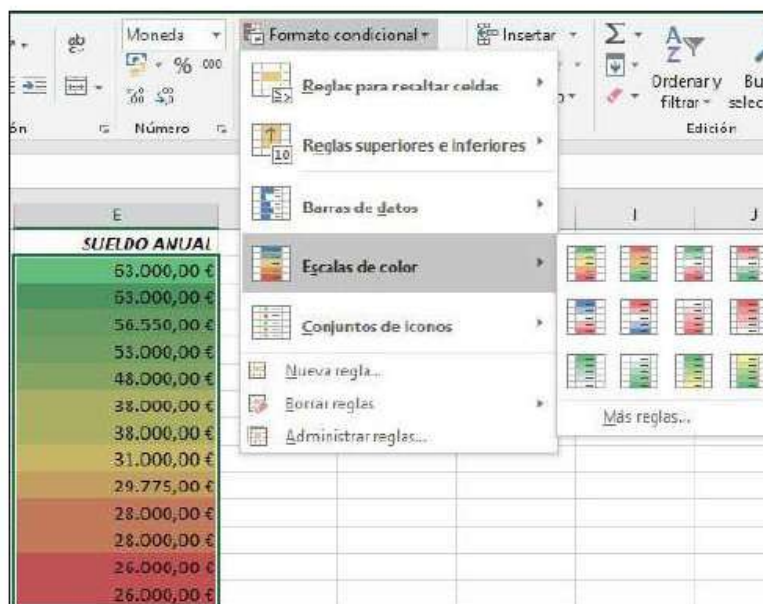 ab
Moneda
Formato condicional
Insertar
Σ
A
Z
% 000
Ordenar y
filtrar
Número
Edición
Reglas para resaltar celdas
10
Reglas superiores e inferiores
Barras de datos
Escalas de color
Conjuntos de iconos
Nueva regla...
Borrar reglas
Administrar reglas...
Más reglas...
E
I
J
SUELDO ANUAL
63.000,00 €
63.000,00 €
56.550,00 €
53.000,00 €
48.000,00 €
38.000,00 €
38.000,00 €
31.000,00 €
29.775,00 €
28.000,00 €
28.000,00 €
26.000,00 €
26.000,00 €